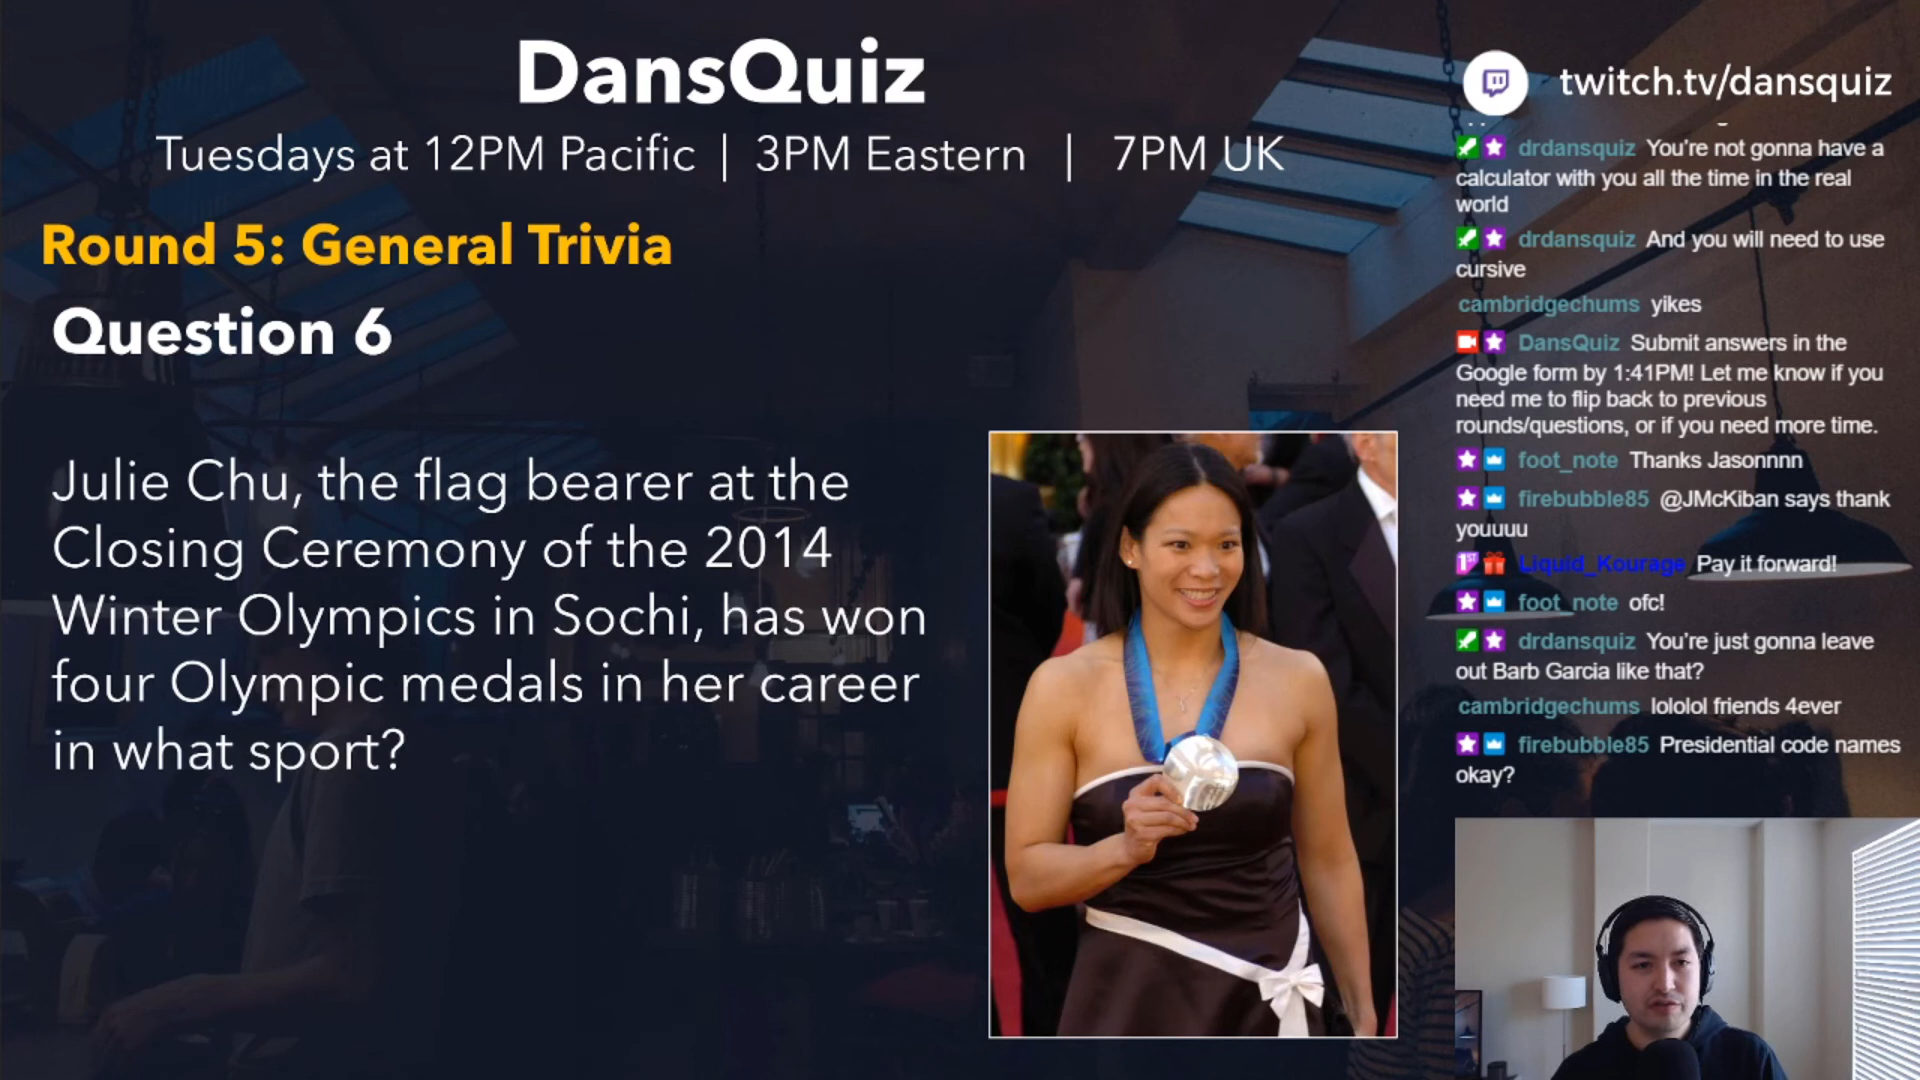 DansQuiz
Tuesdays at 12PM Pacific | 3PM Eastern | 7PM UK
Round 5: General Trivia
Question 6
Julie Chu, the flag bearer at the
Closing Ceremony of the 2014
Winter Olympics in Sochi, has won
four Olympic medals in her career
in what sport?
twitch.tv/dansquiz
drdansquiz You're not gonna have a
calculator with you all the time in the real
world
drdansquiz And you will need to use
cursive
cambridgechums yikes
DansQuiz Submit answers in the
Google form by 1:41PM! Let me know if you
need me to flip back to previous
rounds/questions, or if you need more time.
foot_note Thanks Jasonnnn
firebubble85 @JMcKiban says thank
youuuu
1ST Liquid_Kourage Pay it forward!
foot_note ofc!
drdansquiz You're just gonna leave
out Barb Garcia like that?
cambridgechums lololol friends 4ever
firebubble85 Presidential code names
okay?